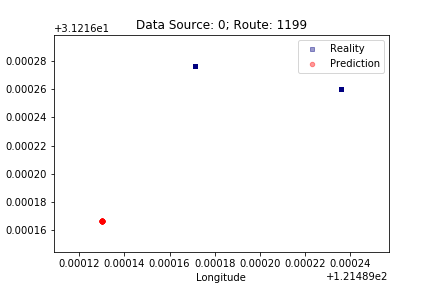 Data Source: 0; Route: 1199
+3.1216e1
Reality
Prediction
0.00028
0.00026
0.00024
0.00022
0.00020
0.00018
0.00016
0.00012 0.00014 0.00016 0.00018 0.00020 0.00022 0.00024
Longitude
+1.21489e2